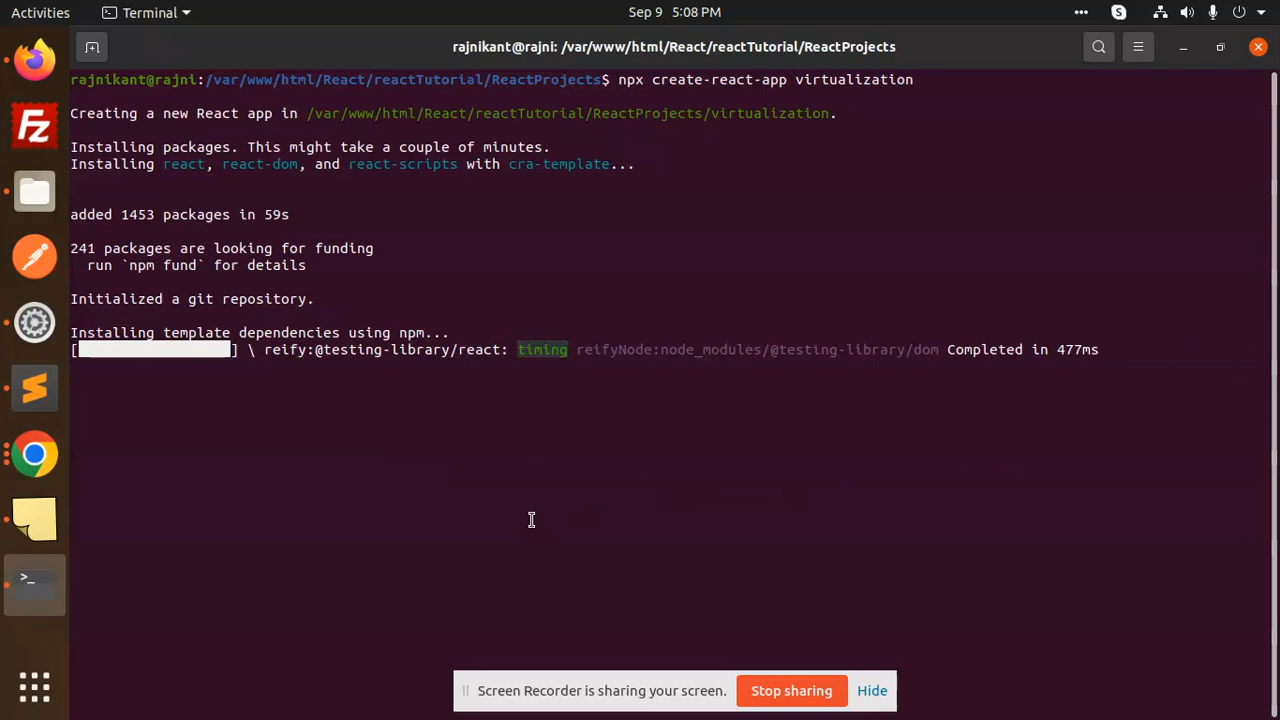 Activities
Terminal
Sep 9 5:08 PM
S
rajnikant@rajni: /var/www/html/React/reactTutorial/ReactProjects
Fz
rajnikant@rajni:/var/www/html/React/reactTutorial/ReactProjects$ npx create-react-app virtualization
Creating a new React app in /var/www/html/React/reactTutorial/ReactProjects/virtualization.
Installing packages. This might take a couple of minutes.
Installing react, react-dom, and react-scripts with cra-template...
added 1453 packages in 59s
241 packages are looking for funding
run `npm fund` for details
Initialized a git repository.
Installing template dependencies using npm...
[ ] \ reify:@testing-library/react: timing reifyNode:node_modules/@testing-library/dom Completed in 477ms
>_
Screen Recorder is sharing your screen.
Stop sharing
Hide